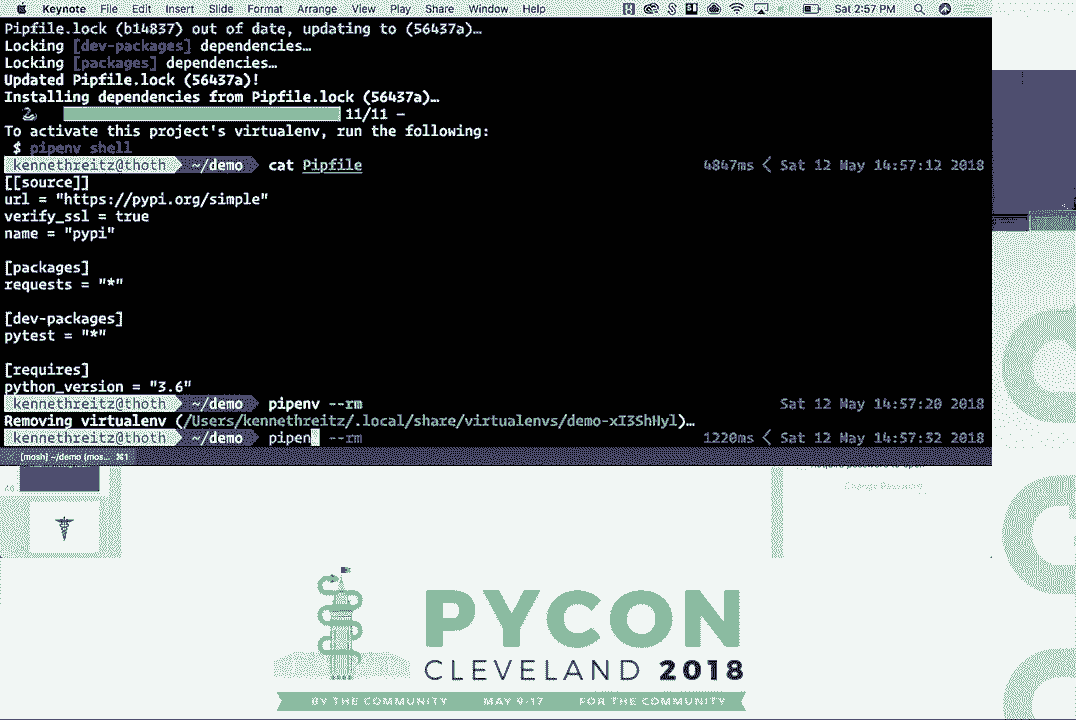 Keynote File Edit Insert Slide Format Arrange View Play Share Window Help Sat 2:57 PM
Pipfile.lock (b14837) out of date, updating to (56437a)…
Locking [dev-packages] dependencies…
Locking [packages] dependencies…
Updated Pipfile.lock (56437a)!
Installing dependencies from Pipfile.lock (56437a)…
11/11 —
To activate this project's virtualenv, run the following:
$ pipenv shell
kennethreitz@thoth ~/demo cat Pipfile 4847ms < Sat 12 May 14:57:12 2018
[[source]]
url = "https://pypi.org/simple"
verify_ssl = true
name = "pypi"
[packages]
requests = "*"
[dev-packages]
pytest = "*"
[requires]
python_version = "3.6"
kennethreitz@thoth ~/demo pipenv --rm Sat 12 May 14:57:20 2018
Removing virtualenv (/Users/kennethreitz/.local/share/virtualenvs/demo-xI3ShHyl)…
kennethreitz@thoth ~/demo pipen --rm 1220ms < Sat 12 May 14:57:32 2018
[mosh] ~/demo (mos... ⌘1
PYCON
CLEVELAND 2018
BY THE COMMUNITY MAY 9-17 FOR THE COMMUNITY